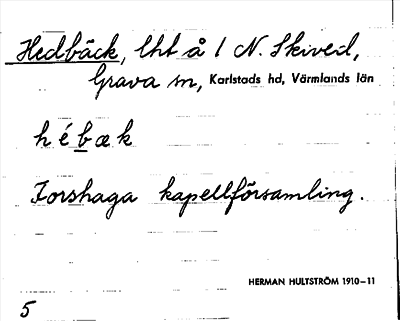 Hedbäck, lht å 1 N. Skived,
Grava sn, Karlstads hd, Värmlands län
hébæk
Forshaga kapellförsamling.
HERMAN HULTSTRÖM 1910–11
5